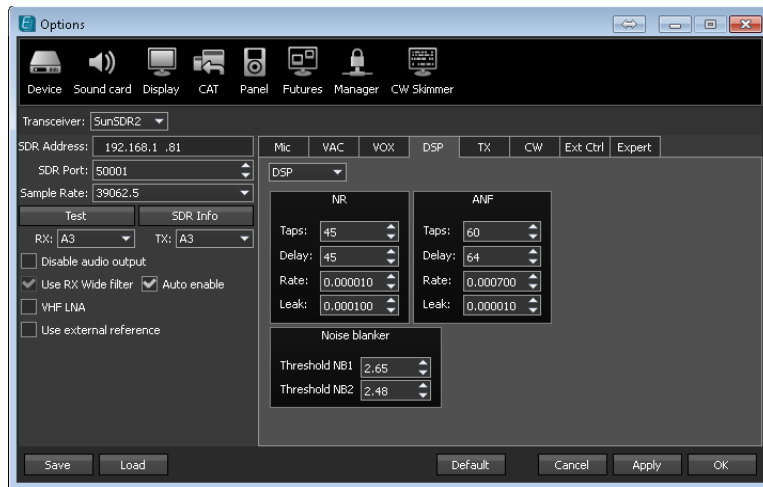 Options
Device Sound card Display CAT Panel Futures Manager CW Skimmer
Transceiver: SunSDR2
SDR Address: 192.168.1 .81
SDR Port: 50001
Sample Rate: 39062.5
Test SDR Info
RX: A3 TX: A3
Disable audio output
Use RX Wide filter Auto enable
VHF LNA
Use external reference
Mic VAC VOX DSP TX CW Ext Ctrl Expert
DSP
NR
Taps: 45
Delay: 45
Rate: 0.000010
Leak: 0.000100
ANF
Taps: 60
Delay: 64
Rate: 0.000700
Leak: 0.000010
Noise blanker
Threshold NB1 2.65
Threshold NB2 2.48
Save Load Default Cancel Apply OK